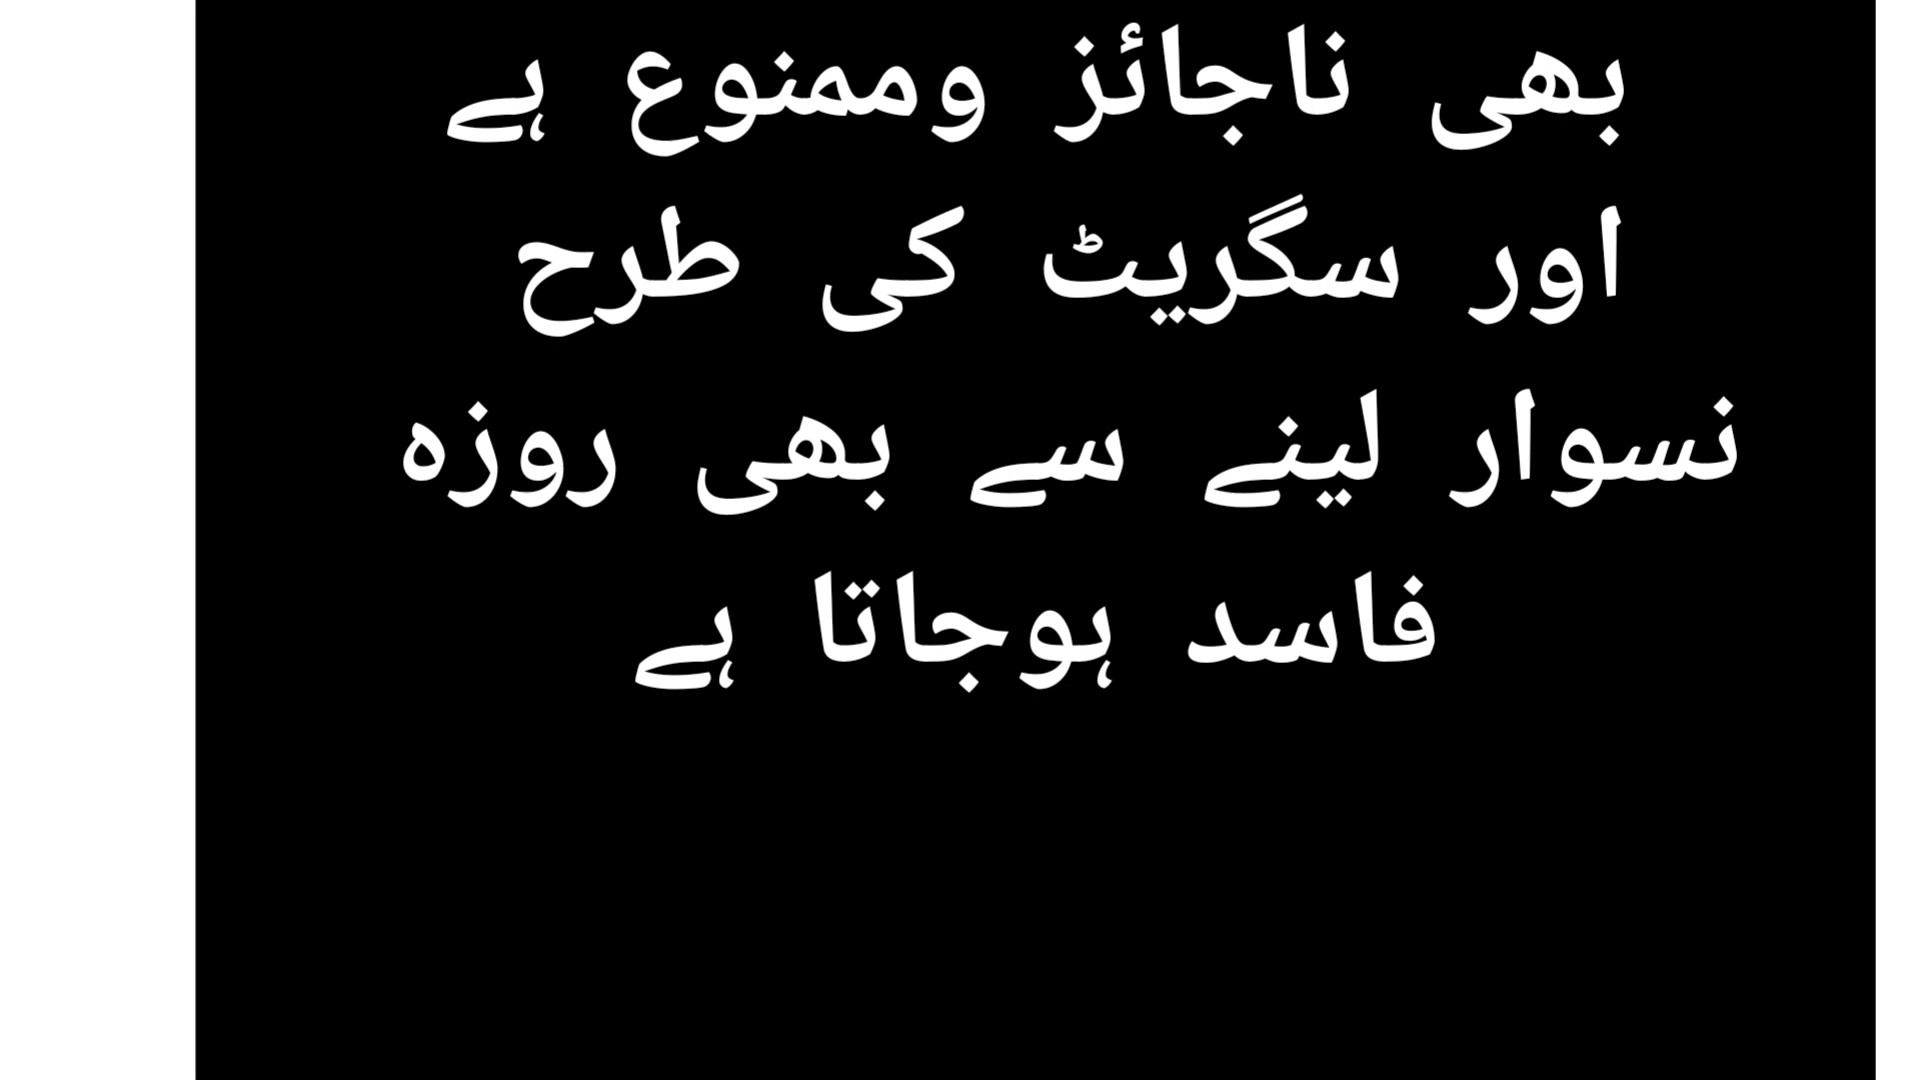 بھی ناجائز وممنوع ہے
اور سگریٹ کی طرح
نسوار لینے سے بھی روزہ
فاسد ہوجاتا ہے